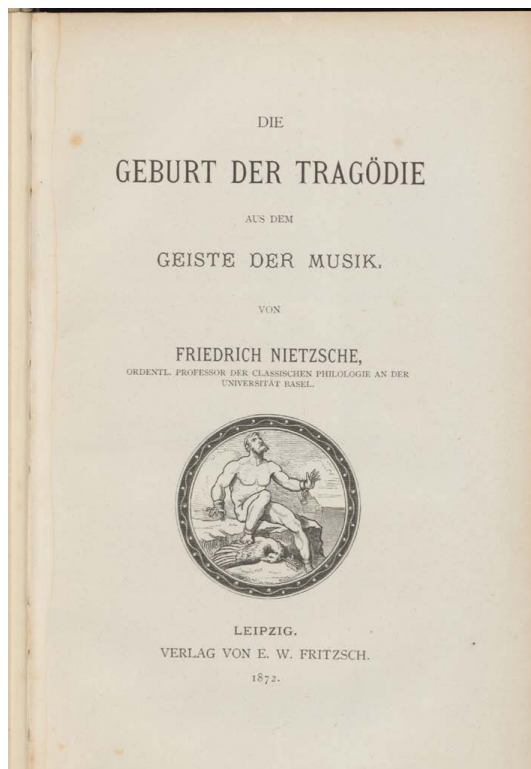 DIE
GEBURT DER TRAGÖDIE
AUS DEM
GEISTE DER MUSIK.
VON
FRIEDRICH NIETZSCHE,
ORDENTL. PROFESSOR DER CLASSISCHEN PHILOLOGIE AN DER
UNIVERSITÄT BASEL.
LEIPZIG.
VERLAG VON E. W. FRITZSCH.
1872.